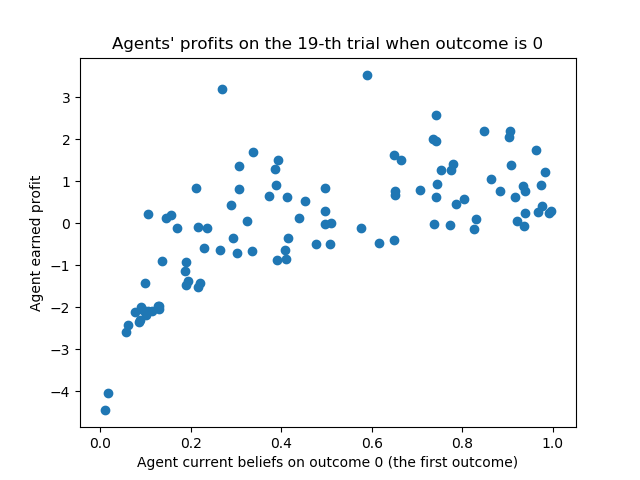 Agents' profits on the 19-th trial when outcome is 0
Agent earned profit
3
2
1
0
−1
−2
−3
−4
0.0 0.2 0.4 0.6 0.8 1.0
Agent current beliefs on outcome 0 (the first outcome)